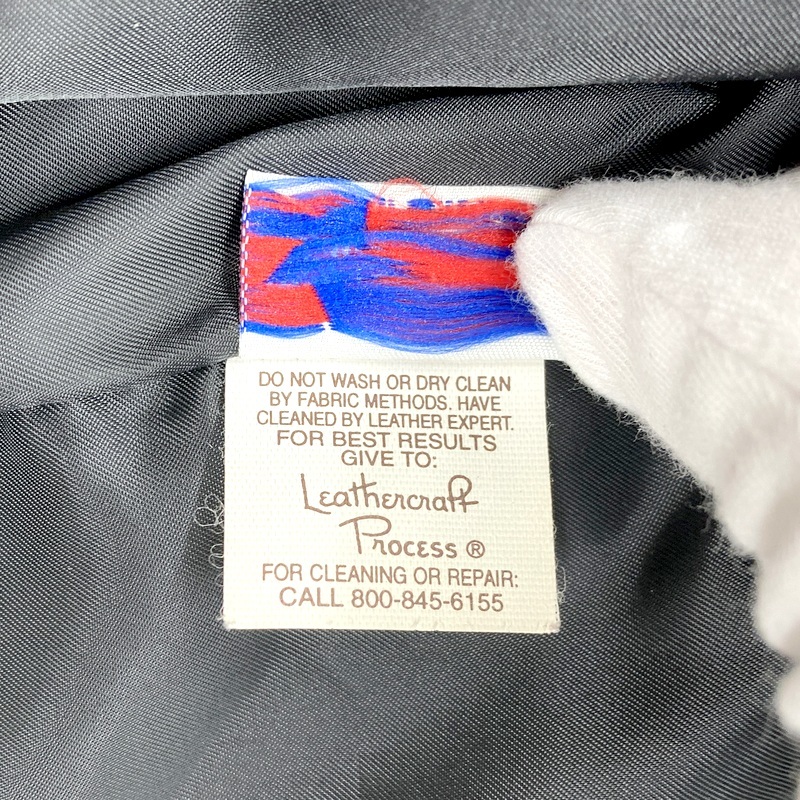 DO NOT WASH OR DRY CLEAN
BY FABRIC METHODS. HAVE
CLEANED BY LEATHER EXPERT.
FOR BEST RESULTS
GIVE TO:
Leathercraft
Process ®
FOR CLEANING OR REPAIR:
CALL 800-845-6155